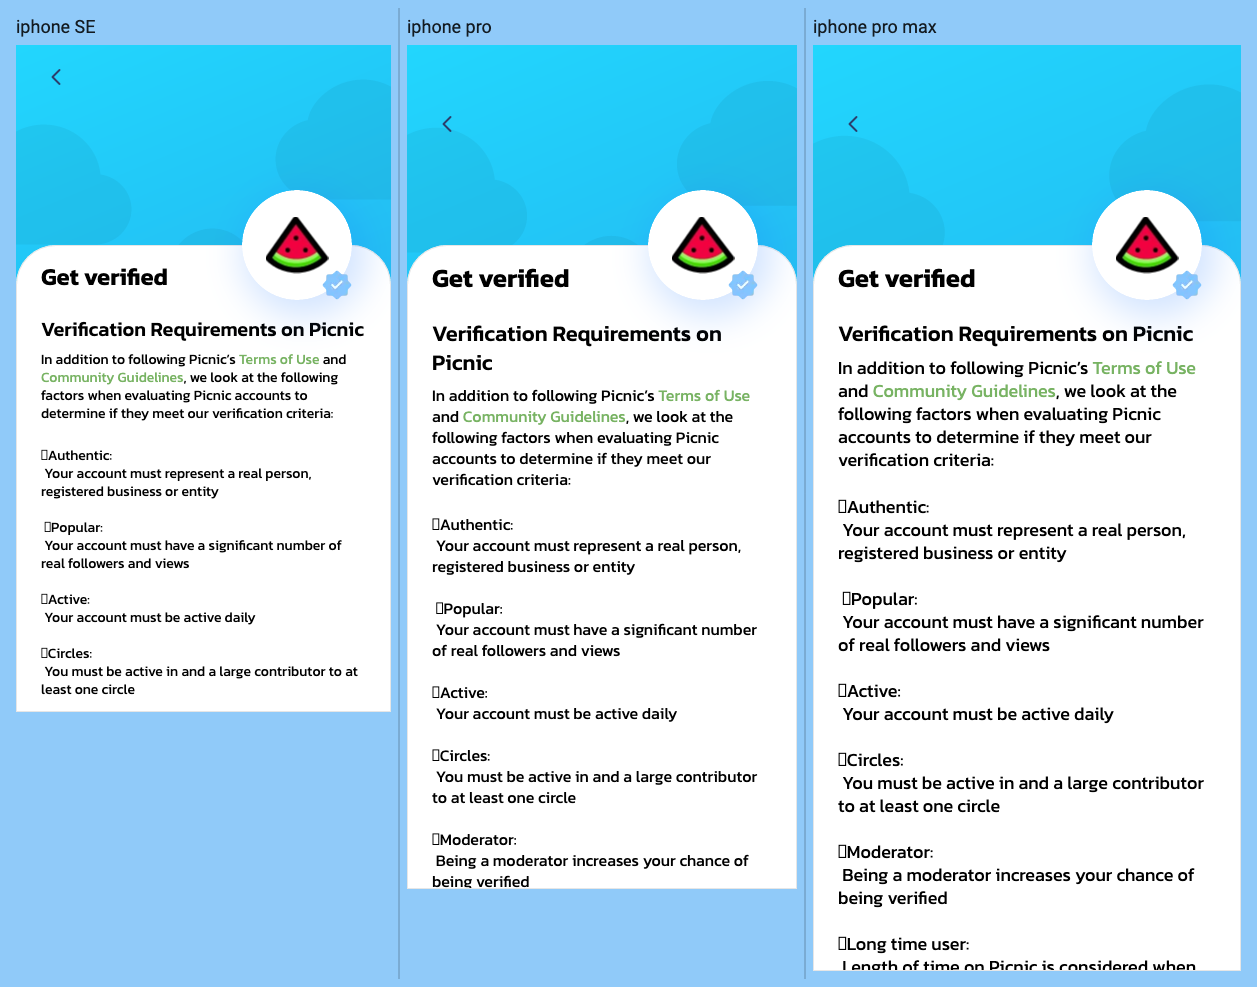 iphone SE
Get verified
Verification Requirements on Picnic
In addition to following Picnic's Terms of Use and
Community Guidelines, we look at the following
factors when evaluating Picnic accounts to
determine if they meet our verification criteria:
Authentic:
Your account must represent a real person,
registered business or entity
Popular:
Your account must have a significant number of
real followers and views
Active:
Your account must be active daily
Circles:
You must be active in and a large contributor to at
least one circle
iphone pro
Get verified
Verification Requirements on
Picnic
In addition to following Picnic's Terms of Use
and Community Guidelines, we look at the
following factors when evaluating Picnic
accounts to determine if they meet our
verification criteria:
Authentic:
Your account must represent a real person,
registered business or entity
Popular:
Your account must have a significant number
of real followers and views
Active:
Your account must be active daily
Circles:
You must be active in and a large contributor
to at least one circle
Moderator:
Being a moderator increases your chance of
being verified
iphone pro max
Get verified
Verification Requirements on Picnic
In addition to following Picnic's Terms of Use
and Community Guidelines, we look at the
following factors when evaluating Picnic
accounts to determine if they meet our
verification criteria:
Authentic:
Your account must represent a real person,
registered business or entity
Popular:
Your account must have a significant number
of real followers and views
Active:
Your account must be active daily
Circles:
You must be active in and a large contributor
to at least one circle
Moderator:
Being a moderator increases your chance of
being verified
Long time user:
Length of time on Picnic is considered when